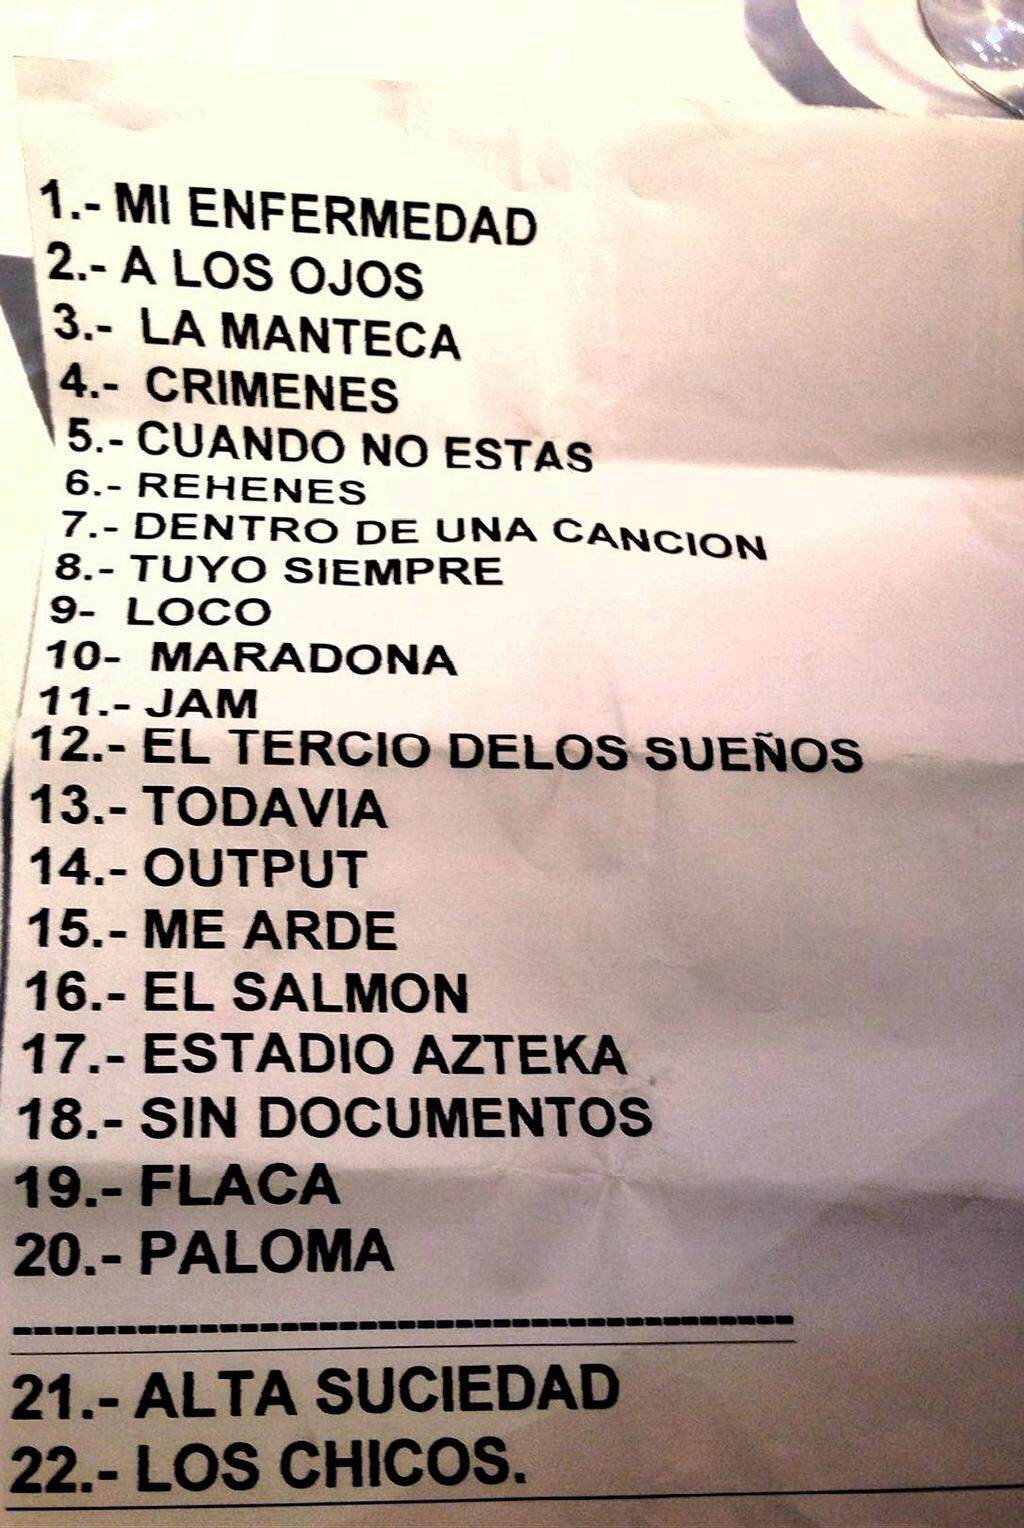 1.- MI ENFERMEDAD
2.- A LOS OJOS
3.- LA MANTECA
4.- CRIMENES
5.- CUANDO NO ESTAS
6.- REHENES
7.- DENTRO DE UNA CANCION
8.- TUYO SIEMPRE
9- LOCO
10- MARADONA
11.- JAM
12.- EL TERCIO DELOS SUEÑOS
13.- TODAVIA
14.- OUTPUT
15.- ME ARDE
16.- EL SALMON
17.- ESTADIO AZTEKA
18.- SIN DOCUMENTOS
19.- FLACA
20.- PALOMA
---------------------------------------
21.- ALTA SUCIEDAD
22.- LOS CHICOS.